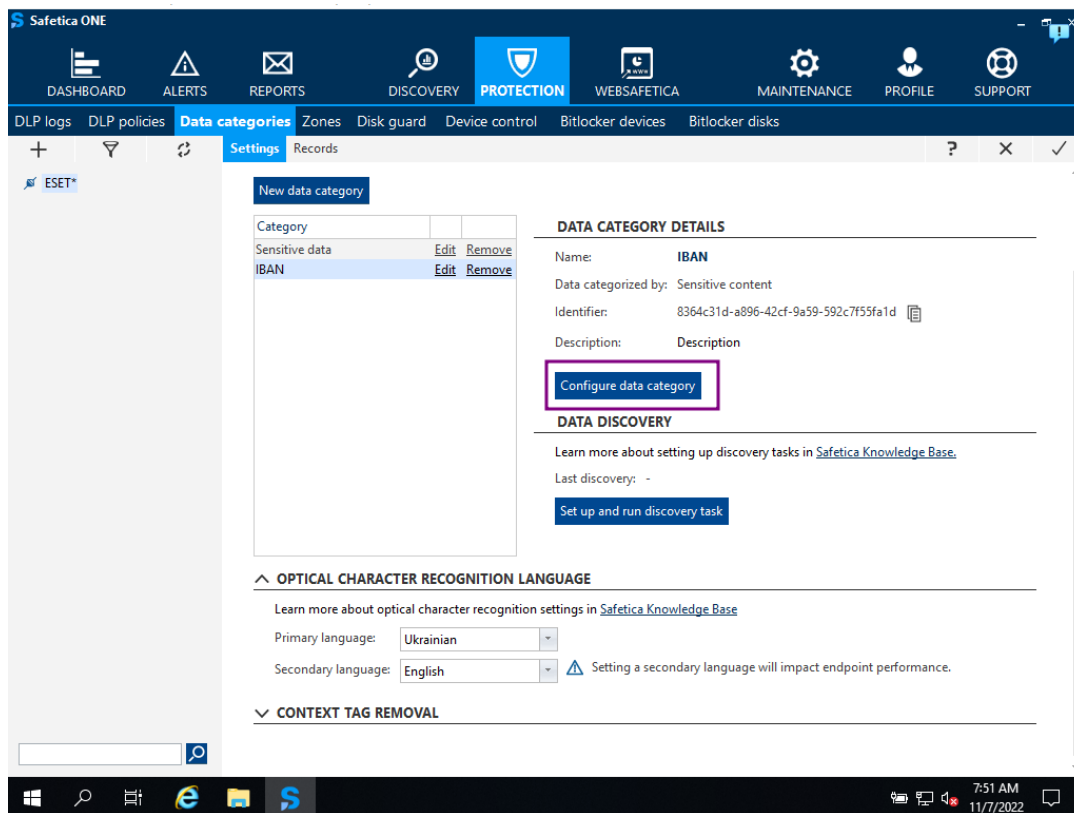 Safetica ONE
DASHBOARD ALERTS REPORTS DISCOVERY PROTECTION WEBSAFETICA MAINTENANCE PROFILE SUPPORT
DLP logs DLP policies Data categories Zones Disk guard Device control Bitlocker devices Bitlocker disks
Settings Records ?
ESET*
New data category
Category
Sensitive data Edit Remove
IBAN Edit Remove
DATA CATEGORY DETAILS
Name: IBAN
Data categorized by: Sensitive content
Identifier: 8364c31d-a896-42cf-9a59-592c7f55fa1d
Description: Description
Configure data category
DATA DISCOVERY
Learn more about setting up discovery tasks in Safetica Knowledge Base.
Last discovery: -
Set up and run discovery task
OPTICAL CHARACTER RECOGNITION LANGUAGE
Learn more about optical character recognition settings in Safetica Knowledge Base
Primary language: Ukrainian
Secondary language: English Setting a secondary language will impact endpoint performance.
CONTEXT TAG REMOVAL
7:51 AM
11/7/2022